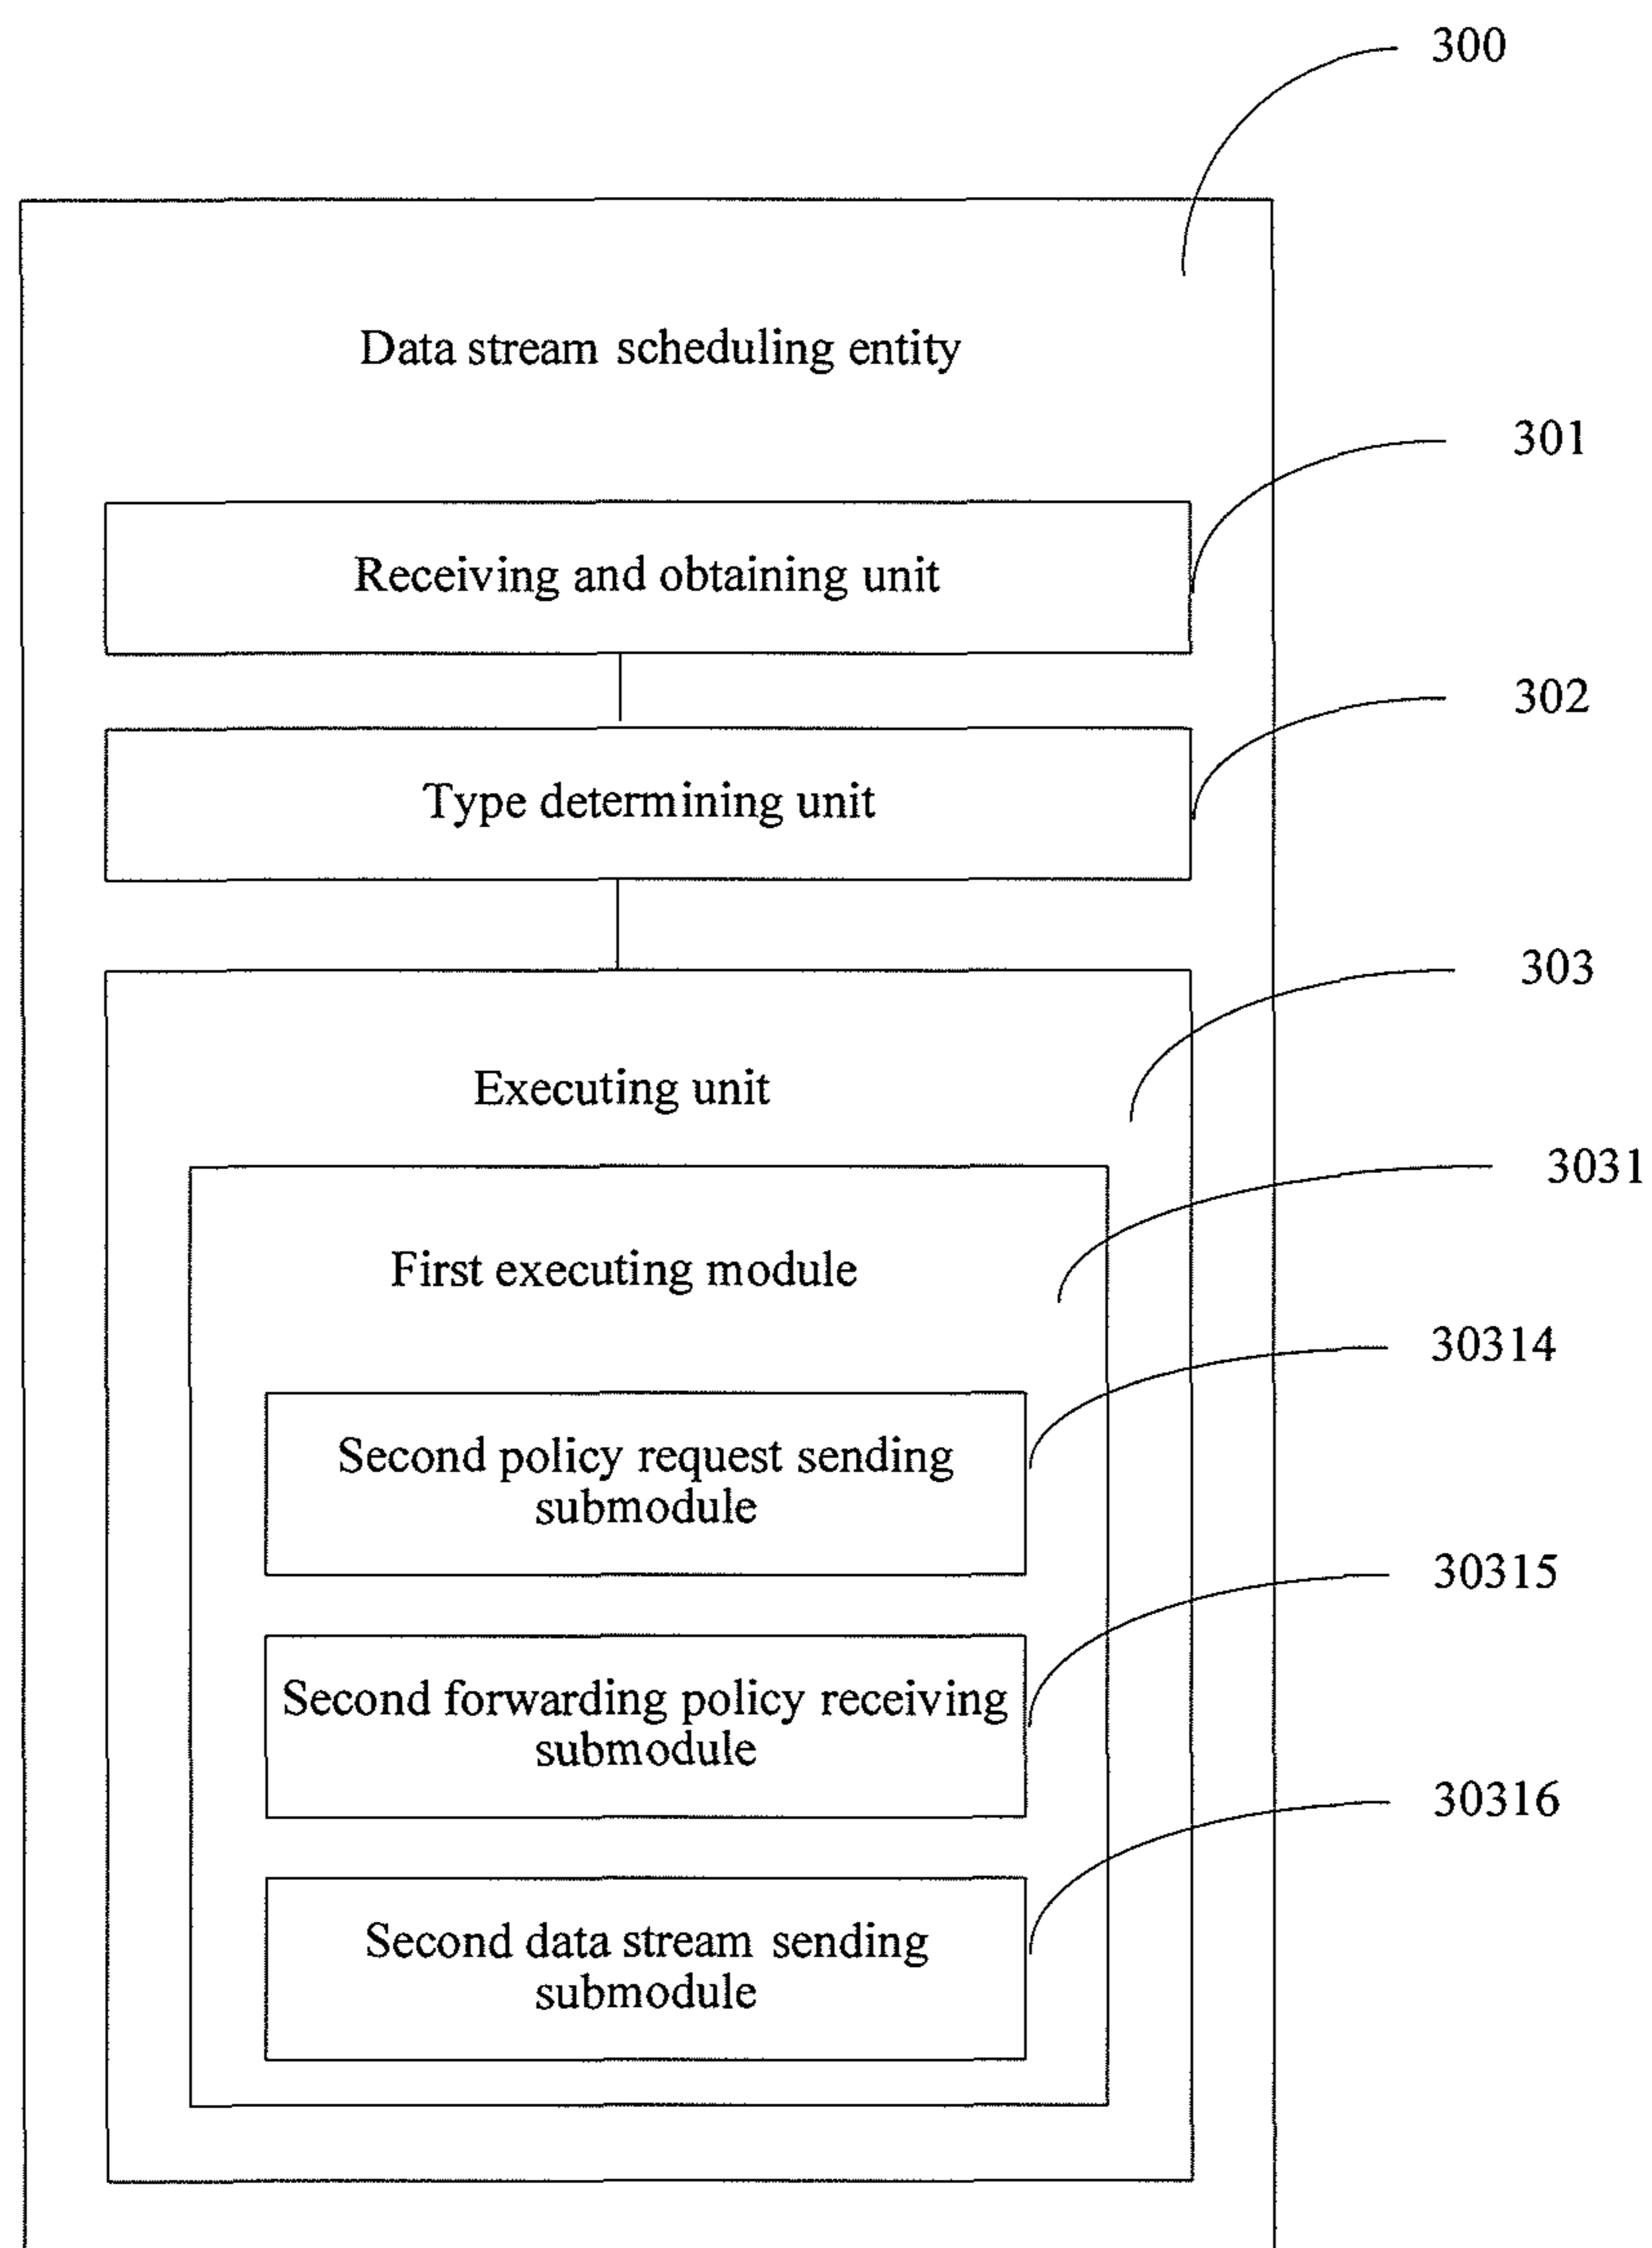 300
Data stream scheduling entity
301
Receiving and obtaining unit
302
Type determining unit
303
Executing unit
3031
First executing module
30314
Second policy request sending
submodule
30315
Second forwarding policy receiving
submodule
30316
Second data stream sending
submodule